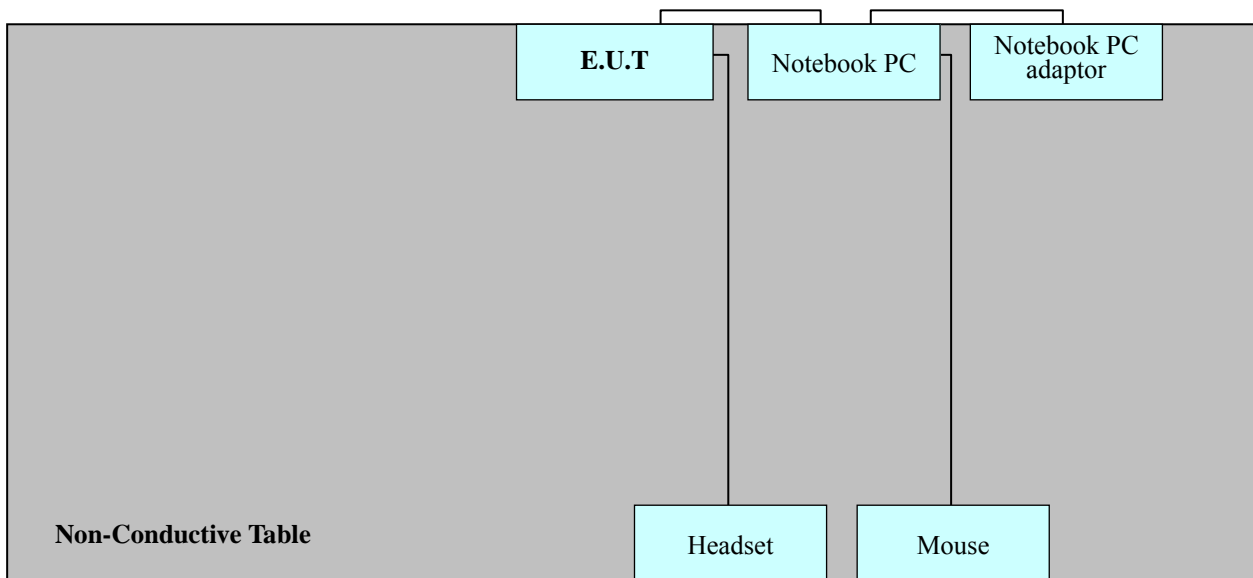 E.U.T
Notebook PC
Notebook PC
adaptor
Non-Conductive Table
Headset
Mouse